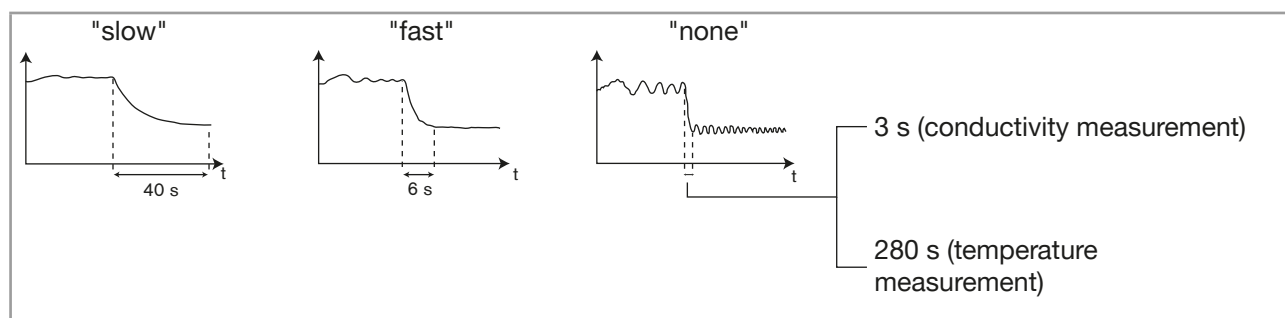 "slow"
"fast"
"none"
t
40 s
t
6 s
t
3 s (conductivity measurement)
280 s (temperature
measurement)